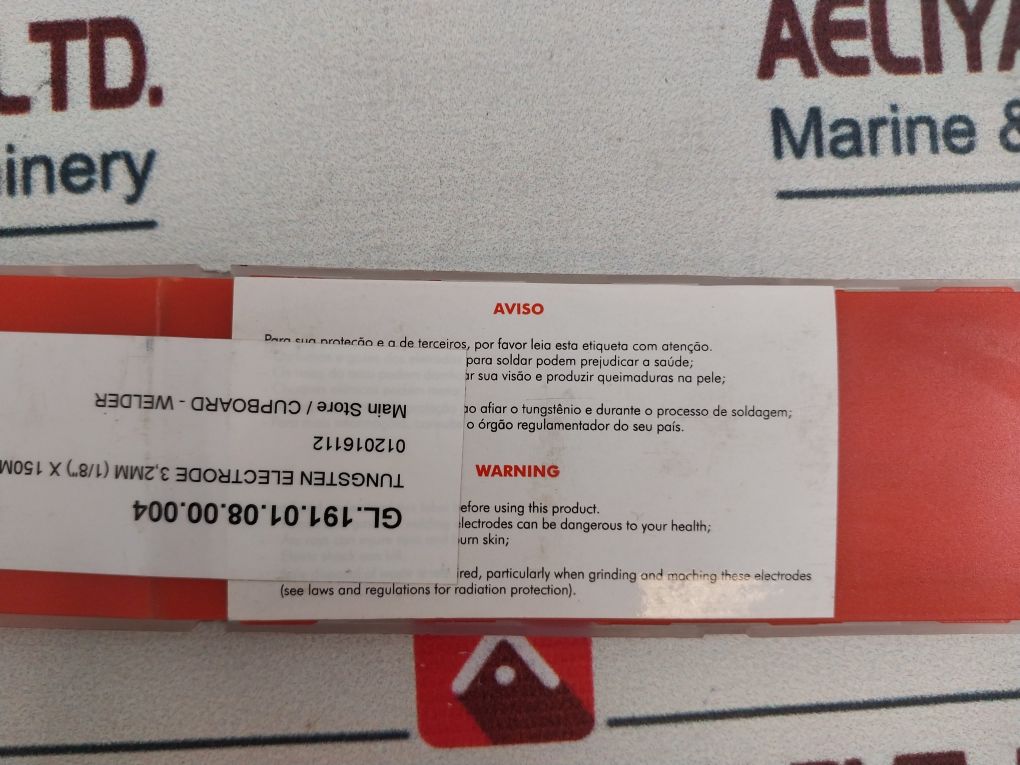 LTD.
inery
AELIYA
Marine &
AVISO
Para sua proteção e a de terceiros, por favor leia esta etiqueta com atenção.
para soldar podem prejudicar a saúde;
ar sua visão e produzir queimaduras na pele;
ao afiar o tungstênio e durante o processo de soldagem;
o órgão regulamentador do seu país.
WARNING
efore using this product.
electrodes can be dangerous to your health;
urn skin;
ired, particularly when grinding and maching these electrodes
(see laws and regulations for radiation protection).
GL.191.01.08.00.004
TUNGSTEN ELECTRODE 3,2MM (1/8") X 150M
012016112
Main Store / CUPBOARD - WELDER